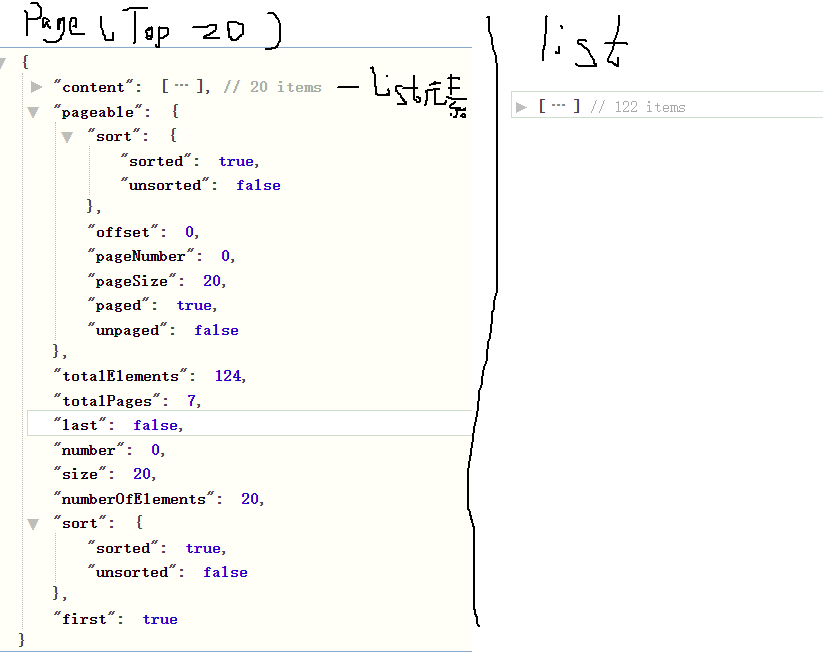 Page (Top 20)
{
"content": [ ... ], // 20 items — list元素
"pageable": {
"sort": {
"sorted": true,
"unsorted": false
},
"offset": 0,
"pageNumber": 0,
"pageSize": 20,
"paged": true,
"unpaged": false
},
"totalElements": 124,
"totalPages": 7,
"last": false,
"number": 0,
"size": 20,
"numberOfElements": 20,
"sort": {
"sorted": true,
"unsorted": false
},
"first": true
}
list
[ ... ] // 122 items